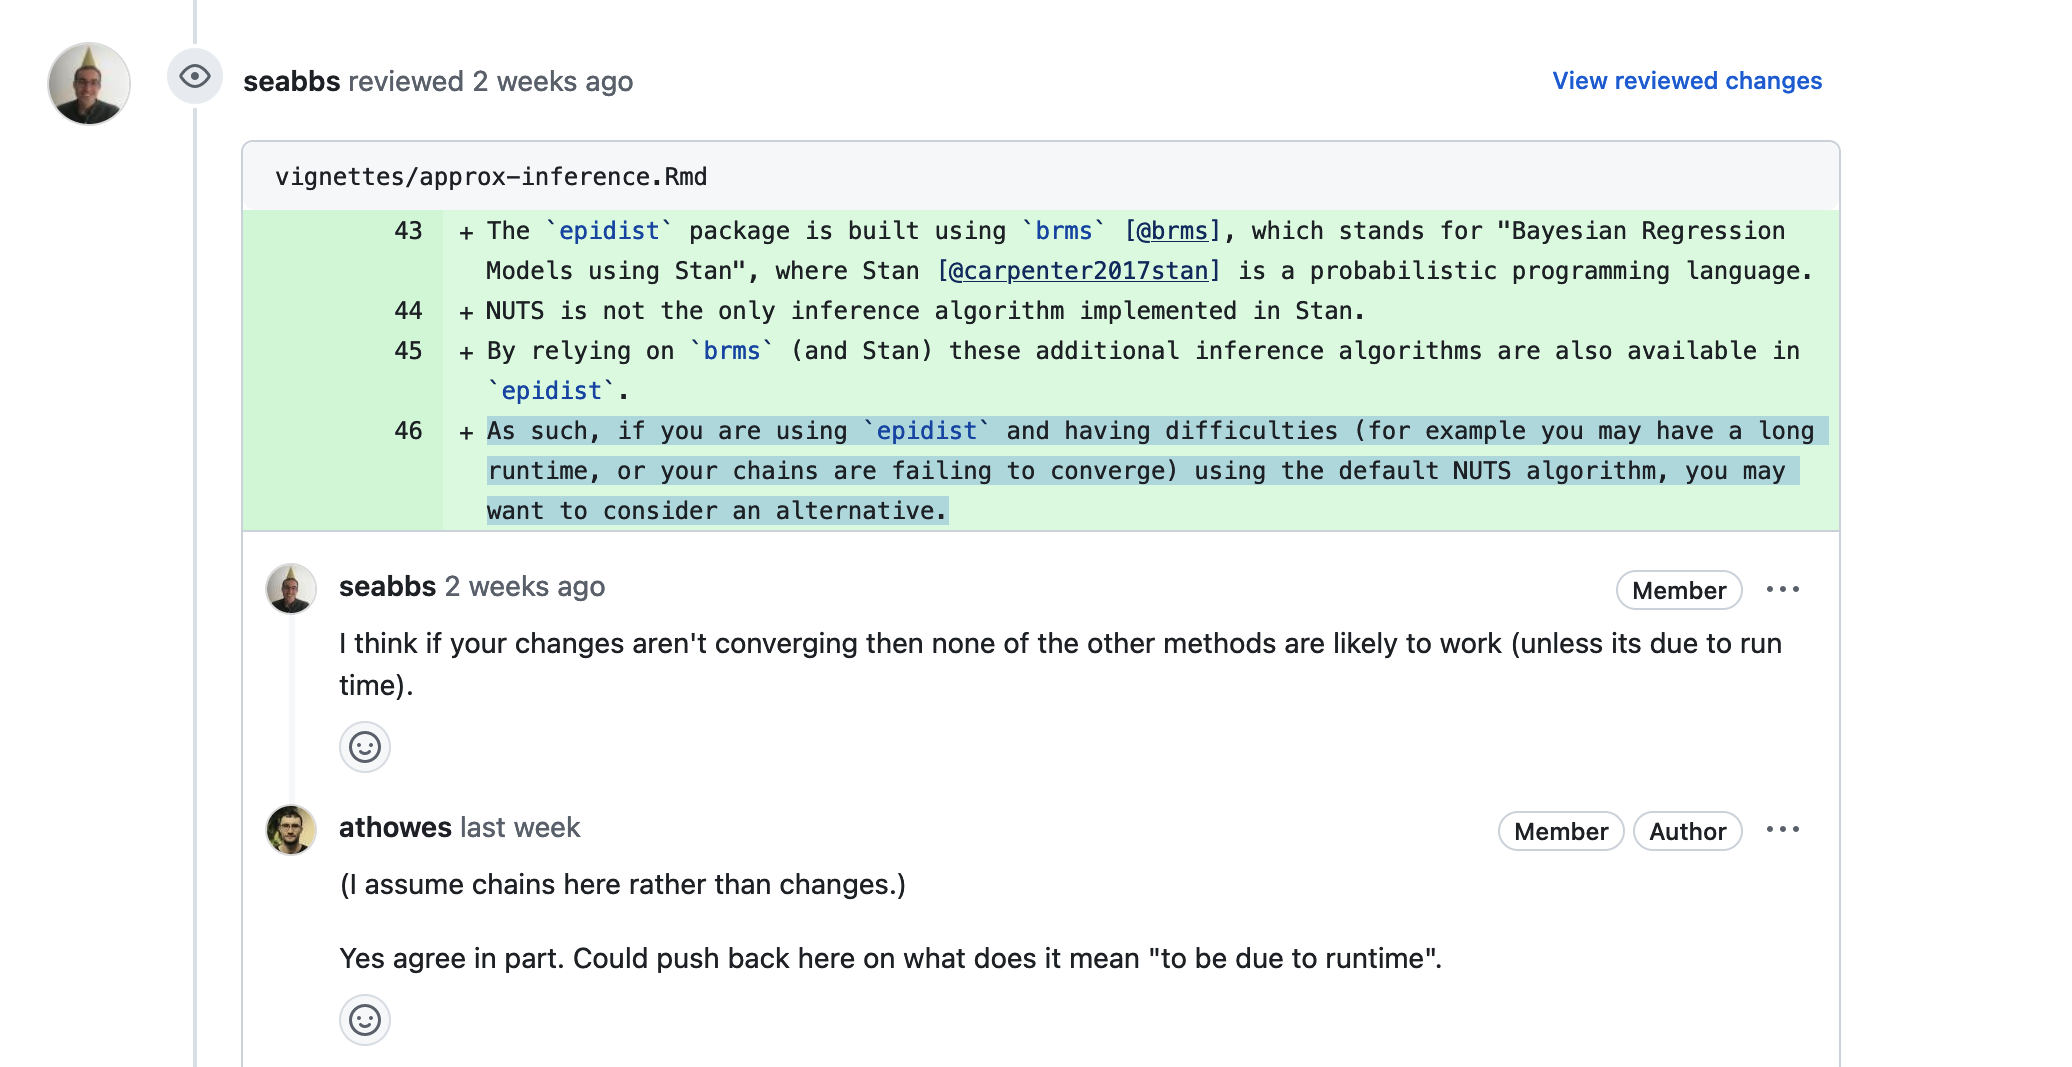 seabbs reviewed 2 weeks ago
View reviewed changes
vignettes/approx-inference.Rmd
43 + The `epidist` package is built using `brms` [@brms], which stands for "Bayesian Regression
Models using Stan", where Stan [@carpenter2017stan] is a probabilistic programming language.
44 + NUTS is not the only inference algorithm implemented in Stan.
45 + By relying on `brms` (and Stan) these additional inference algorithms are also available in
`epidist`.
46 + As such, if you are using `epidist` and having difficulties (for example you may have a long
runtime, or your chains are failing to converge) using the default NUTS algorithm, you may
want to consider an alternative.
seabbs 2 weeks ago
Member
I think if your changes aren't converging then none of the other methods are likely to work (unless its due to run
time).
athowes last week
Member Author
(I assume chains here rather than changes.)
Yes agree in part. Could push back here on what does it mean "to be due to runtime".